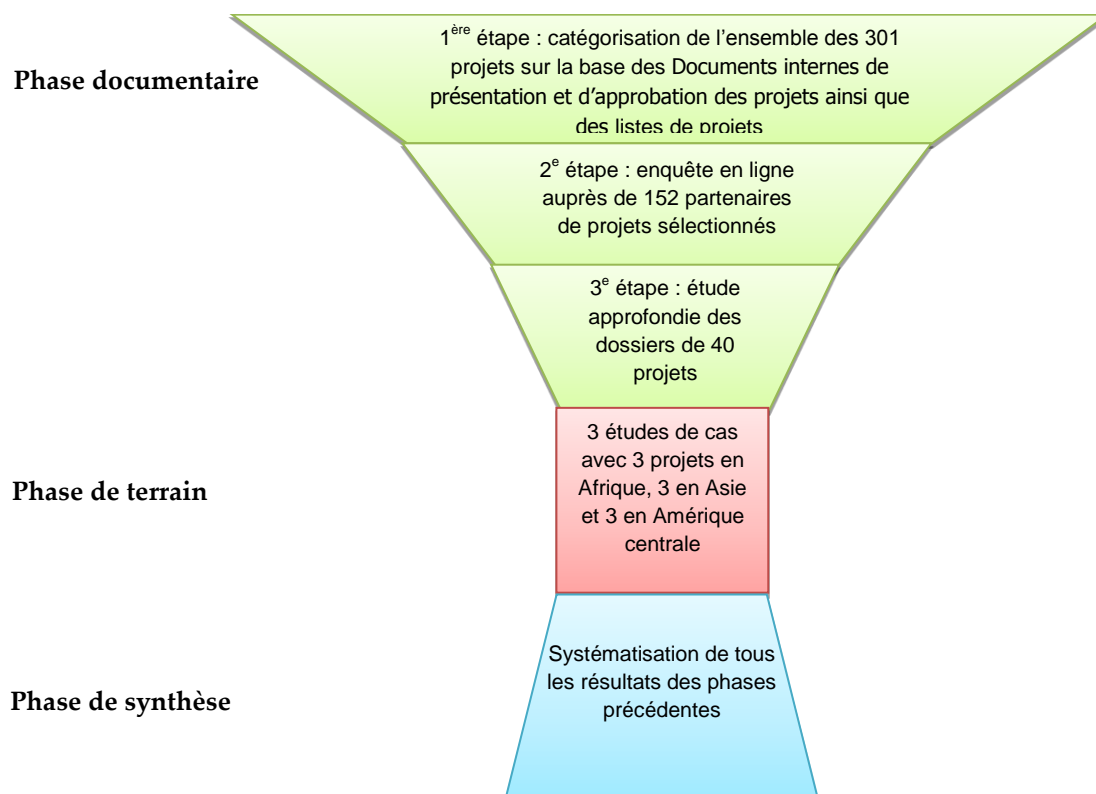 1ère étape : catégorisation de l'ensemble des 301
projets sur la base des Documents internes de
présentation et d'approbation des projets ainsi que
des listes de projets
Phase documentaire
2e étape : enquête en ligne
auprès de 152 partenaires
de projets sélectionnés
3e étape : étude
approfondie des
dossiers de 40
projets
Phase de terrain
3 études de cas
avec 3 projets en
Afrique, 3 en Asie
et 3 en Amérique
centrale
Phase de synthèse
Systématisation de tous
les résultats des phases
précédentes